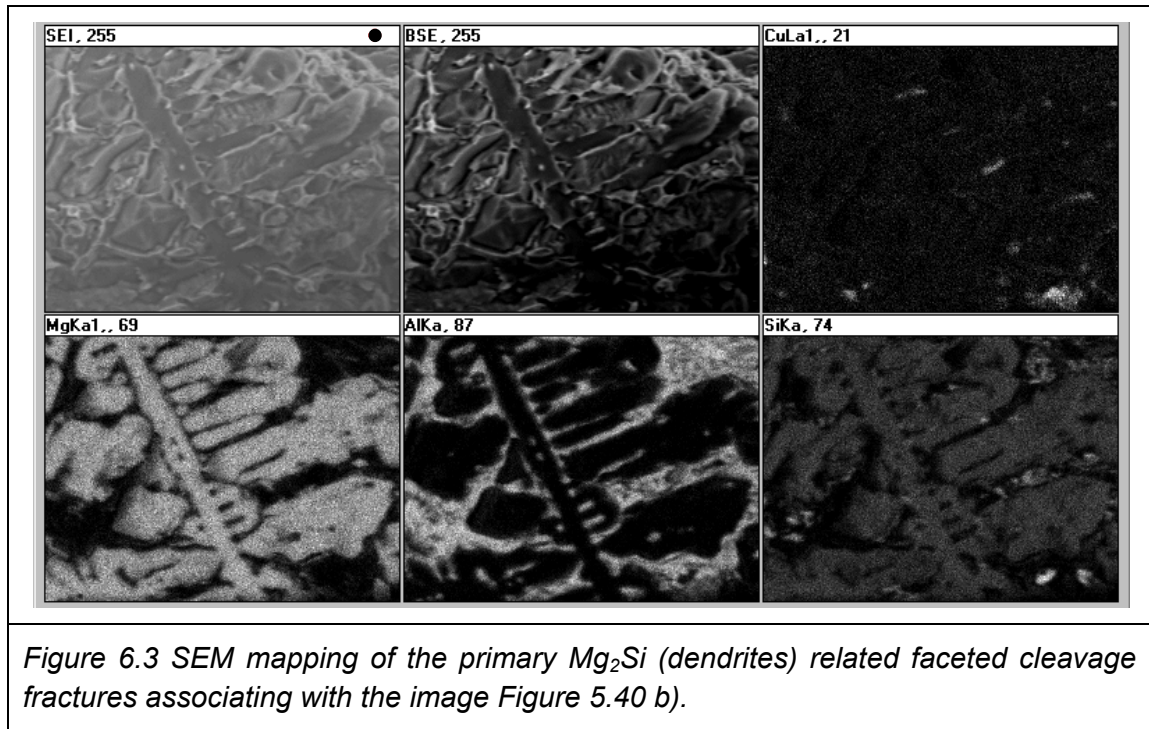 SEI, 255
BSE, 255
CuLa1,, 21
MgKa1,, 69
AlKa, 87
SiKa, 74
Figure 6.3 SEM mapping of the primary Mg₂Si (dendrites) related faceted cleavage
fractures associating with the image Figure 5.40 b).